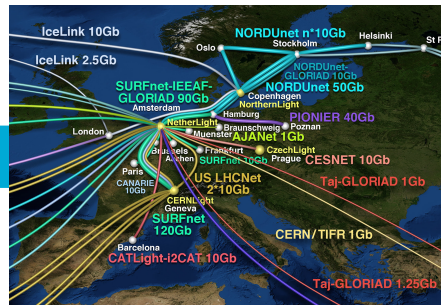 IceLink 10Gb
NORDUnet n*10Gb
Helsinki
St F
Oslo
Stockholm
IceLink 2.5Gb
NORDUnet-
GLORIAD 10Gb
SURFnet-IEEAF-
GLORIAD 90Gb
NORDUnet 50Gb
Copenhagen
NorthernLight
Amsterdam
Hamburg
PIONIER 40Gb
NetherLight
Braunschweig
Poznan
London
Muenster
AJANet 1Gb
Brussels
Frankfurt
CzechLight
Aachen
SURFnet 10Gb
Prague
CESNET 10Gb
Paris
US LHCNet
2*10Gb
Taj-GLORIAD 1Gb
CANARIE
10Gb
CERNLight
Geneva
SURFnet
120Gb
CERN/TIFR 1Gb
Barcelona
CATLight-i2CAT 10Gb
Taj-GLORIAD 1.25Gb